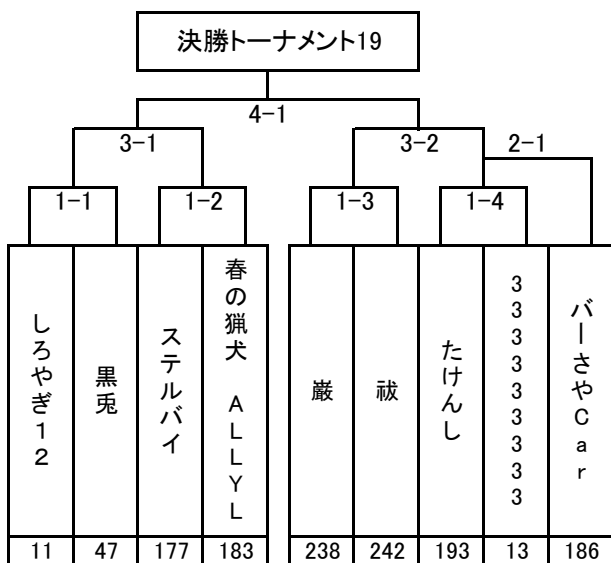 決勝トーナメント19
4-1
3-1
3-2
2-1
1-1
1-2
1-3
1-4
しろやぎ12
黒兎
ステルバイ
春の猟犬 ALLYL
巌
祓
たけんし
333333333
バーさやCar
11
47
177
183
238
242
193
13
186